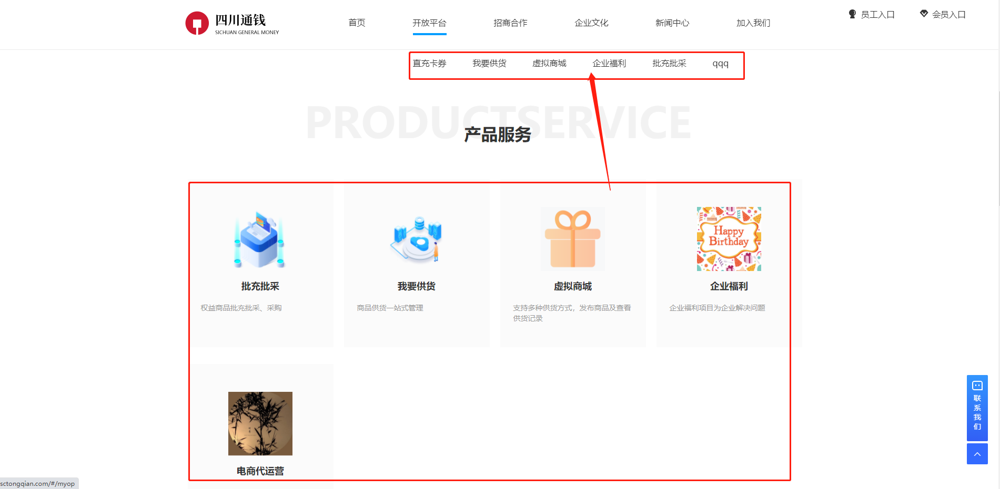 四川通钱
SICHUAN GENERAL MONEY
首页
开放平台
招商合作
企业文化
新闻中心
加入我们
员工入口
会员入口
直充卡券
我要供货
虚拟商城
企业福利
批充批采
qqq
PRODUCTSERVICE
产品服务
Happy
Birthday
批充批采
我要供货
虚拟商城
企业福利
权益商品批充批采、采购
商品供货一站式管理
支持多种供货方式，发布商品及查看
供货记录
企业福利项目为企业解决问题
电商代运营
联系我们
sctongqian.com/#/myop